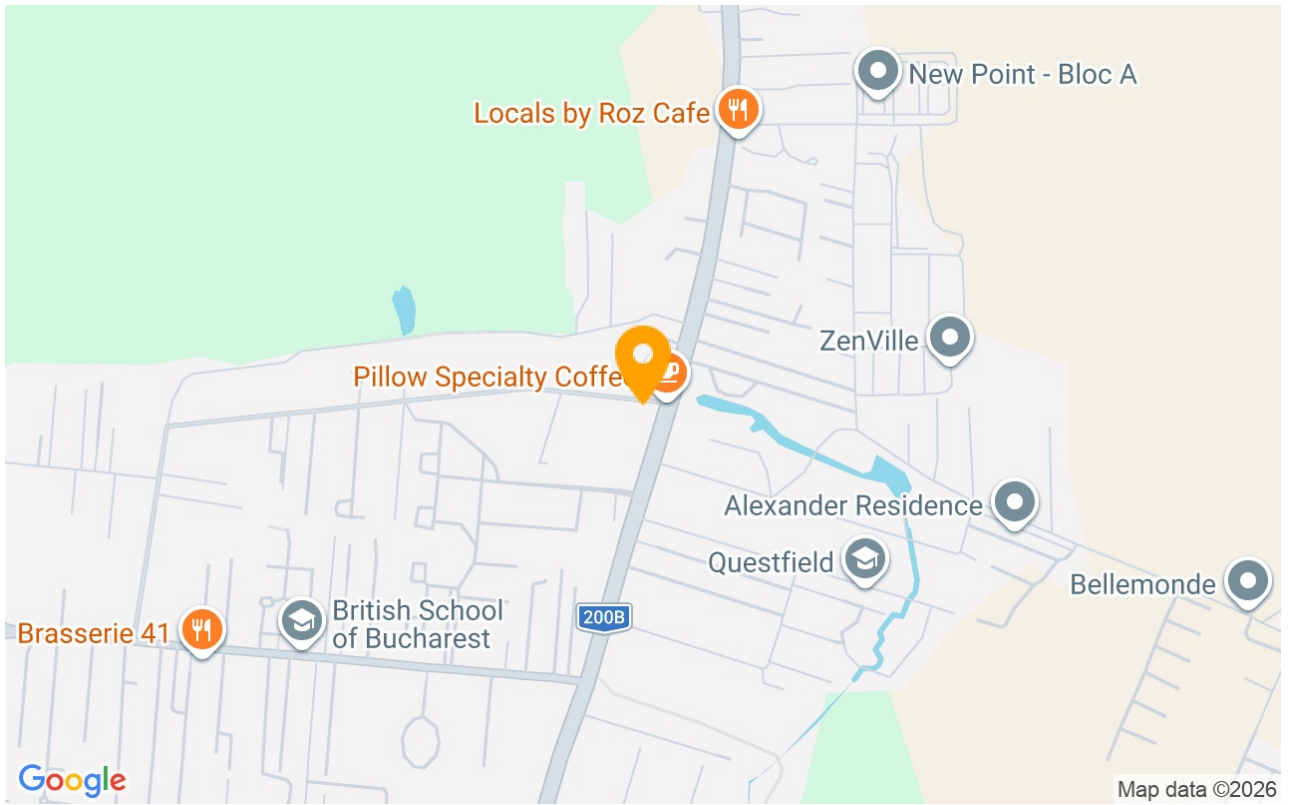 New Point - Bloc A
Locals by Roz Cafe
ZenVille
Pillow Specialty Coffee
Alexander Residence
Questfield
Bellemonde
British School
of Bucharest
200B
Brasserie 41
Google
Map data ©2026